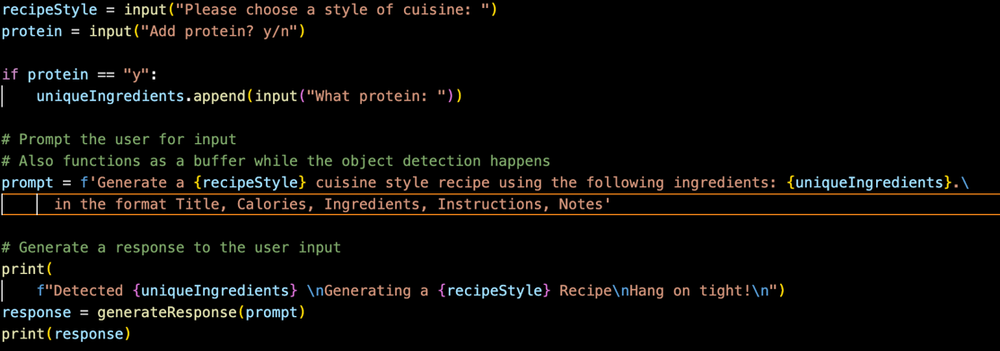 recipeStyle = input("Please choose a style of cuisine: ")
protein = input("Add protein? y/n")
if protein == "y":
    uniqueIngredients.append(input("What protein: "))
# Prompt the user for input
# Also functions as a buffer while the object detection happens
prompt = f'Generate a {recipeStyle} cuisine style recipe using the following ingredients: {uniqueIngredients}.\
      in the format Title, Calories, Ingredients, Instructions, Notes'
# Generate a response to the user input
print(
    f"Detected {uniqueIngredients} \nGenerating a {recipeStyle} Recipe\nHang on tight!\n")
response = generateResponse(prompt)
print(response)